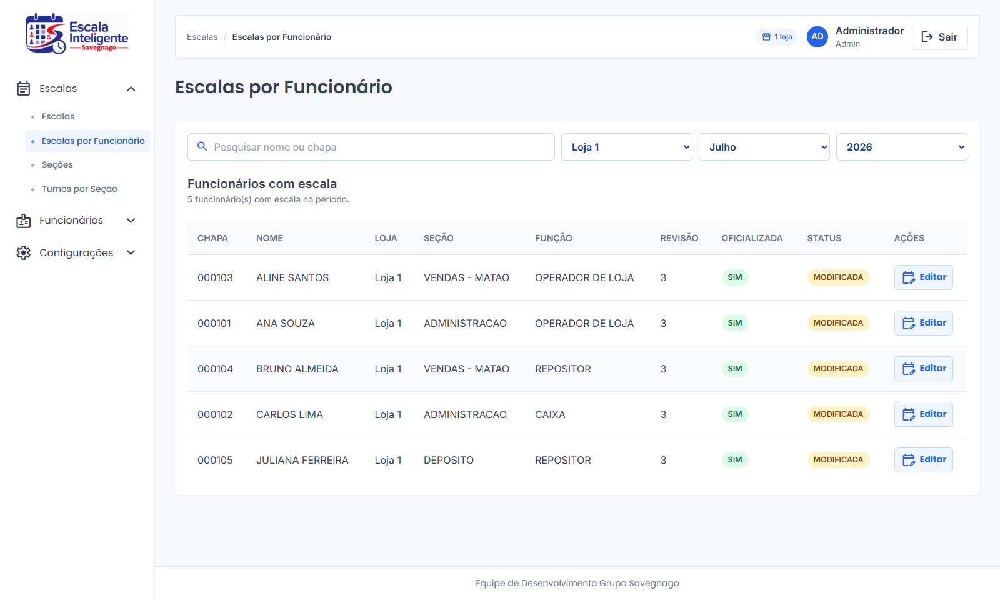 Escala
Inteligente
Savegnago
Escalas
Escalas
Escalas por Funcionário
Seções
Turnos por Seção
Funcionários
Configurações
Escalas / Escalas por Funcionário
1 loja
AD
Administrador
Admin
Sair
Escalas por Funcionário
Pesquisar nome ou chapa
Loja 1
Julho
2026
Funcionários com escala
5 funcionário(s) com escala no período.
CHAPA NOME LOJA SEÇÃO FUNÇÃO REVISÃO OFICIALIZADA STATUS AÇÕES
000103 ALINE SANTOS Loja 1 VENDAS - MATAO OPERADOR DE LOJA 3 SIM MODIFICADA Editar
000101 ANA SOUZA Loja 1 ADMINISTRACAO OPERADOR DE LOJA 3 SIM MODIFICADA Editar
000104 BRUNO ALMEIDA Loja 1 VENDAS - MATAO REPOSITOR 3 SIM MODIFICADA Editar
000102 CARLOS LIMA Loja 1 ADMINISTRACAO CAIXA 3 SIM MODIFICADA Editar
000105 JULIANA FERREIRA Loja 1 DEPOSITO REPOSITOR 3 SIM MODIFICADA Editar
Equipe de Desenvolvimento Grupo Savegnago